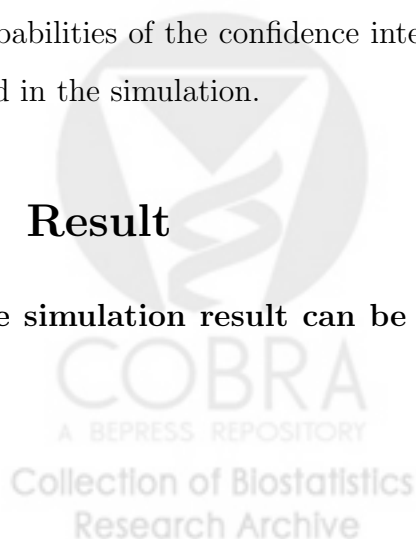 babilities of the confidence inte
d in the simulation.
Result
e simulation result can be
COBRA
A BEPRESS REPOSITORY
Collection of Biostatistics
Research Archive